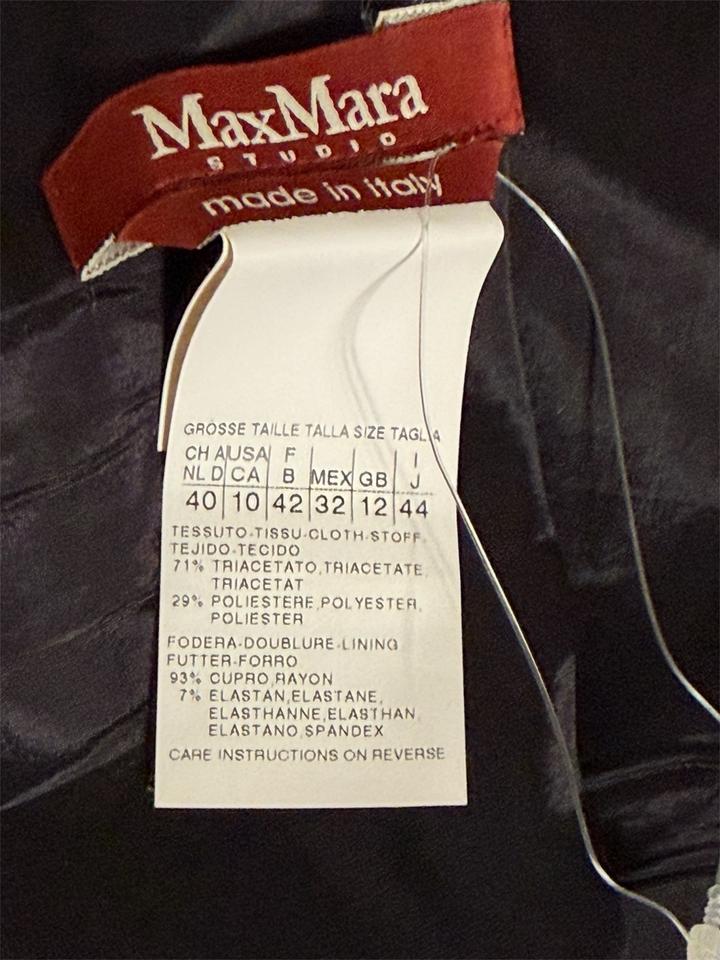 MaxMara
STUDIO
made in italy
GRÖSSE TAILLE TALLA SIZE TAGLIA
CH A USA F I
NL D CA B MEX GB J
40 10 42 32 12 44
TESSUTO-TISSU-CLOTH-STOFF
TEJIDO-TECIDO
71% TRIACETATO,TRIACETATE,
TRIACETAT
29% POLIESTERE,POLYESTER,
POLIESTER
FODERA-DOUBLURE-LINING
FUTTER-FORRO
93% CUPRO,RAYON
7% ELASTAN,ELASTANE,
ELASTHANNE,ELASTHAN,
ELASTANO,SPANDEX
CARE INSTRUCTIONS ON REVERSE